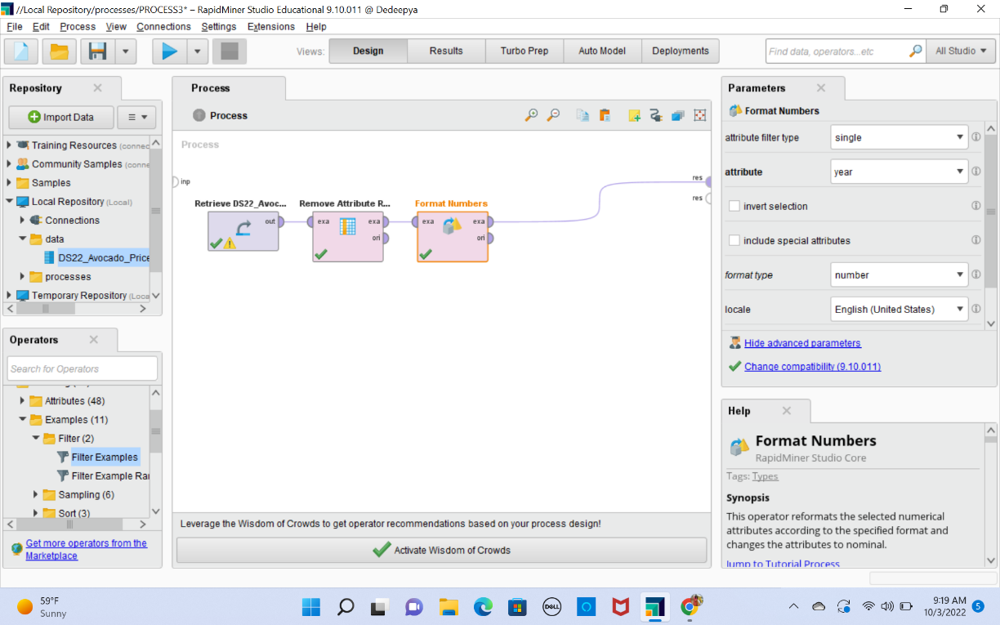 //Local Repository/processes/PROCESS3* – RapidMiner Studio Educational 9.10.011 @ Dedeepya
File Edit Process View Connections Settings Extensions Help
Views: Design Results Turbo Prep Auto Model Deployments
Find data, operators...etc
All Studio
Repository
Import Data
Training Resources (connec
Community Samples (conne
Samples
Local Repository (Local)
Connections
data
DS22_Avocado_Price
processes
Temporary Repository (Loca
Operators
Search for Operators
Attributes (48)
Examples (11)
Filter (2)
Filter Examples
Filter Example Ra
Sampling (6)
Sort (3)
Get more operators from the
Marketplace
Process
Process
Process
inp
res
res
Retrieve DS22_Avoc...
out
Remove Attribute R...
exa exa
ori
Format Numbers
exa exa
ori
Leverage the Wisdom of Crowds to get operator recommendations based on your process design!
Activate Wisdom of Crowds
Parameters
Format Numbers
attribute filter type single
attribute year
invert selection
include special attributes
format type number
locale English (United States)
Hide advanced parameters
Change compatibility (9.10.011)
Help
Format Numbers
RapidMiner Studio Core
Tags: Types
Synopsis
This operator reformats the selected numerical
attributes according to the specified format and
changes the attributes to nominal.
Jump to Tutorial Process
59°F
Sunny
DELL
9:19 AM
10/3/2022
5